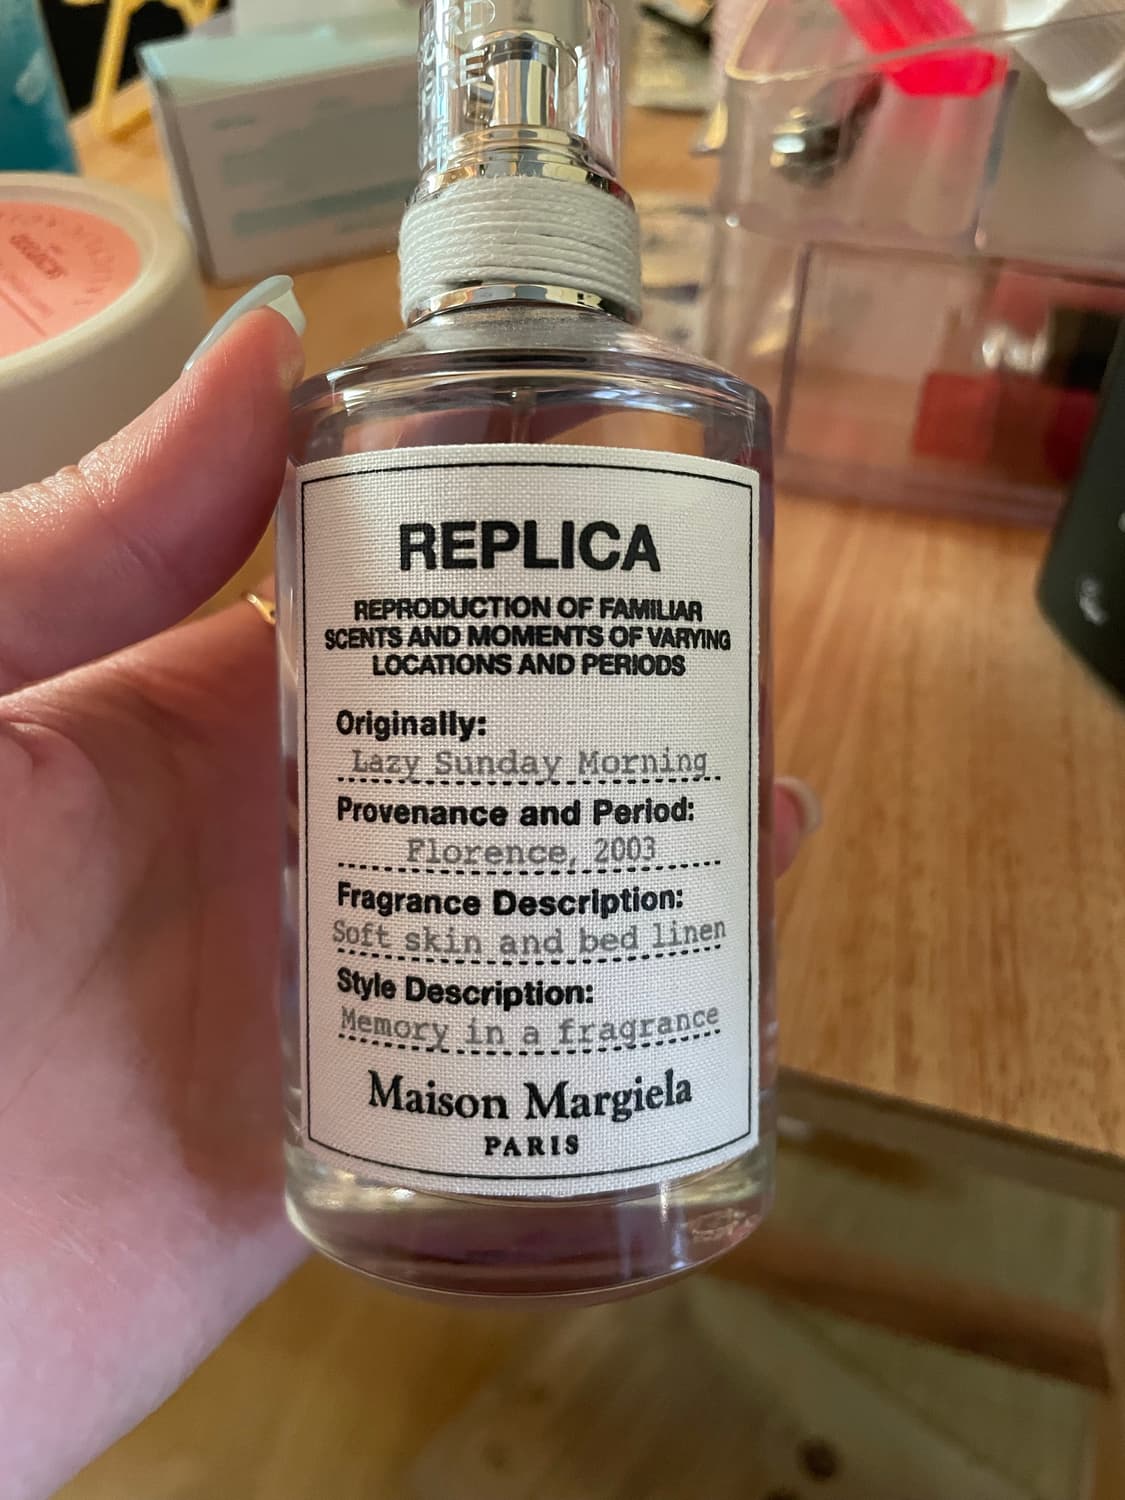 REPLICA
REPRODUCTION OF FAMILIAR
SCENTS AND MOMENTS OF VARYING
LOCATIONS AND PERIODS
Originally:
Lazy Sunday Morning
Provenance and Period:
Florence, 2003
Fragrance Description:
Soft skin and bed linen
Style Description:
Memory in a fragrance
Maison Margiela
PARIS